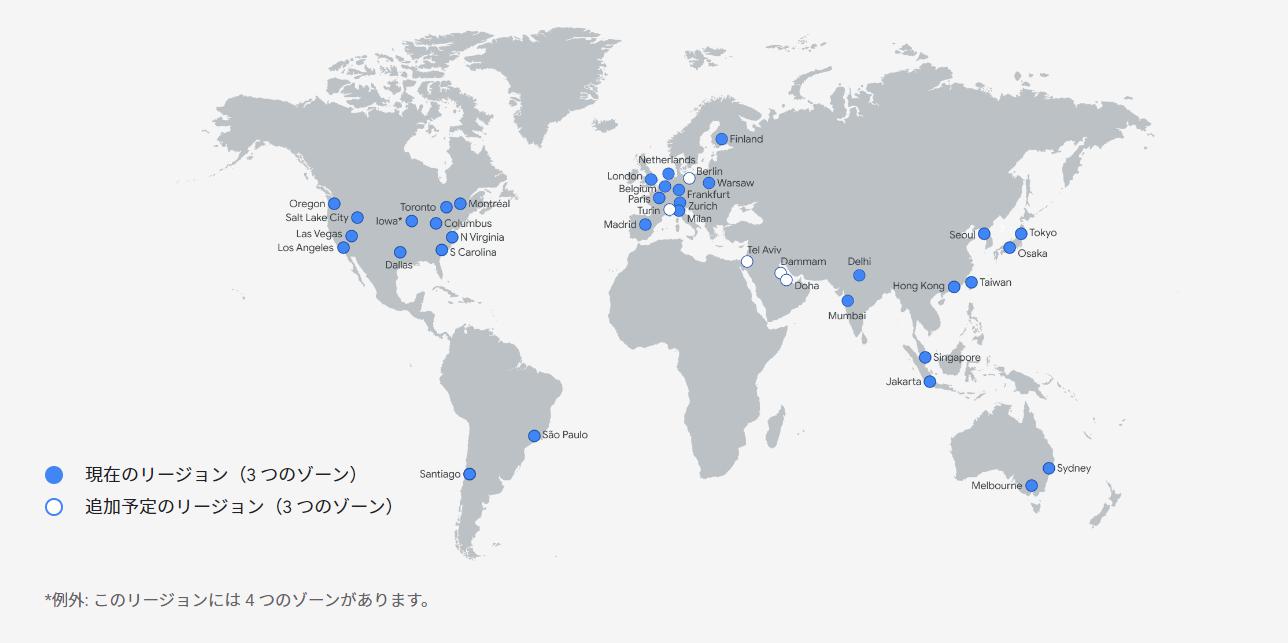 Finland
Netherlands
Berlin
London
Warsaw
Belgium
Frankfurt
Paris
Zurich
Turin
Milan
Madrid
Oregon
Toronto
Montréal
Salt Lake City
Iowa*
Columbus
Las Vegas
N Virginia
Los Angeles
S Carolina
Dallas
Seoul
Tokyo
Osaka
Tel Aviv
Dammam
Delhi
Doha
Hong Kong
Taiwan
Mumbai
Singapore
Jakarta
São Paulo
Santiago
Sydney
Melbourne
現在のリージョン（3 つのゾーン）
追加予定のリージョン（3 つのゾーン）
*例外: このリージョンには 4 つのゾーンがあります。